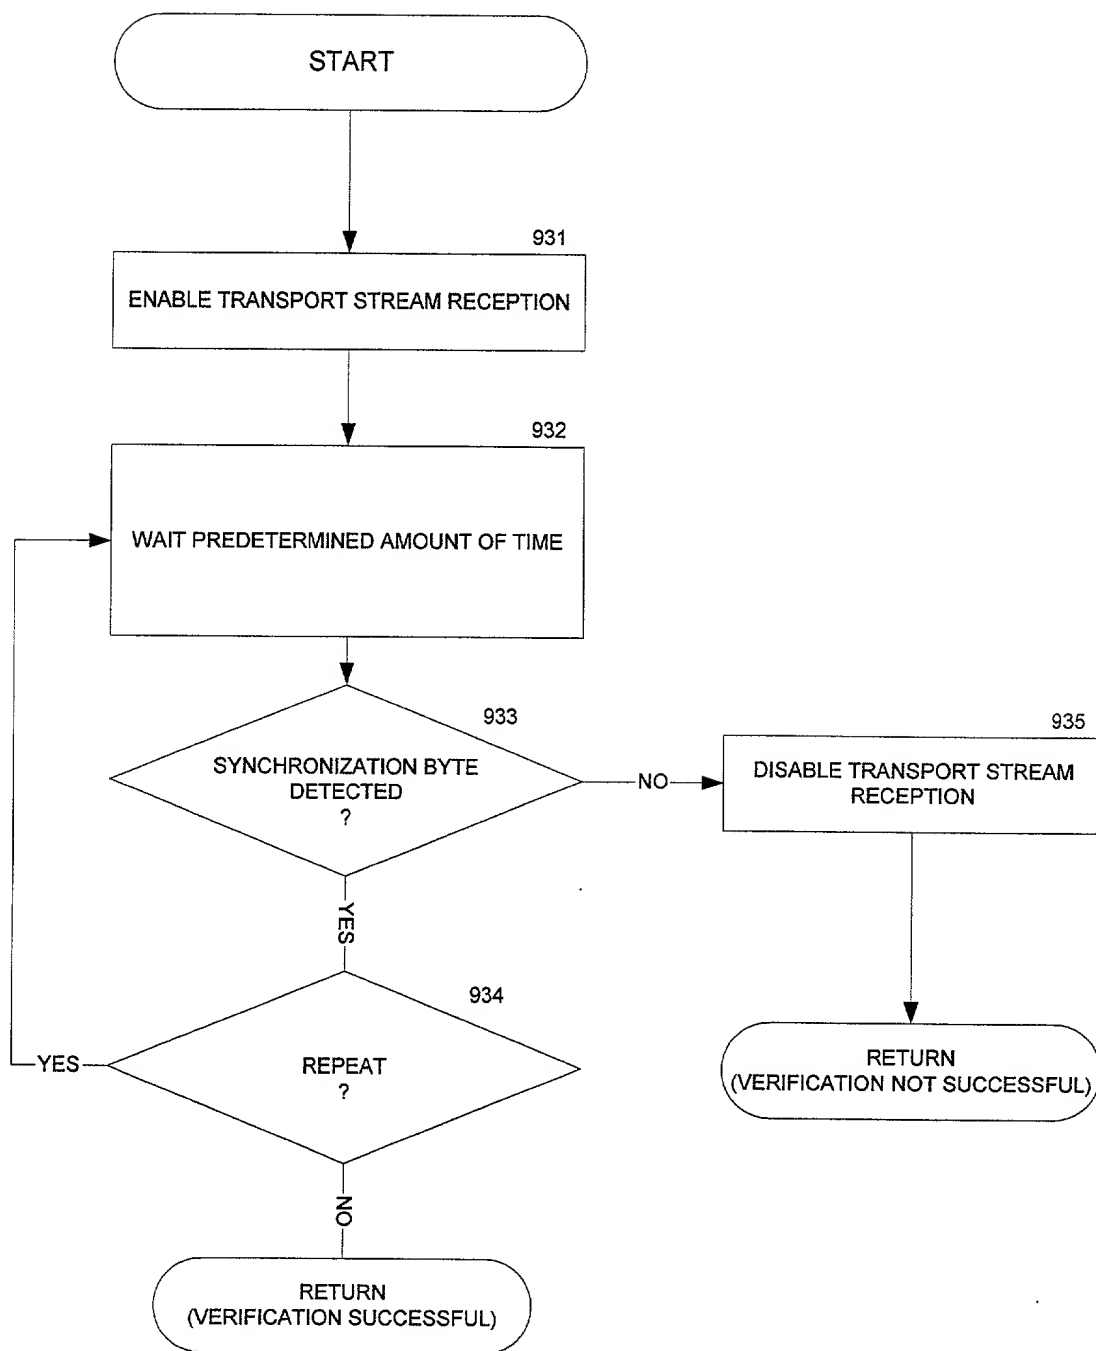 START
931
ENABLE TRANSPORT STREAM RECEPTION
932
WAIT PREDETERMINED AMOUNT OF TIME
933
SYNCHRONIZATION BYTE
DETECTED
?
NO
935
DISABLE TRANSPORT STREAM
RECEPTION
YES
934
REPEAT
?
YES
RETURN
(VERIFICATION NOT SUCCESSFUL)
NO
RETURN
(VERIFICATION SUCCESSFUL)